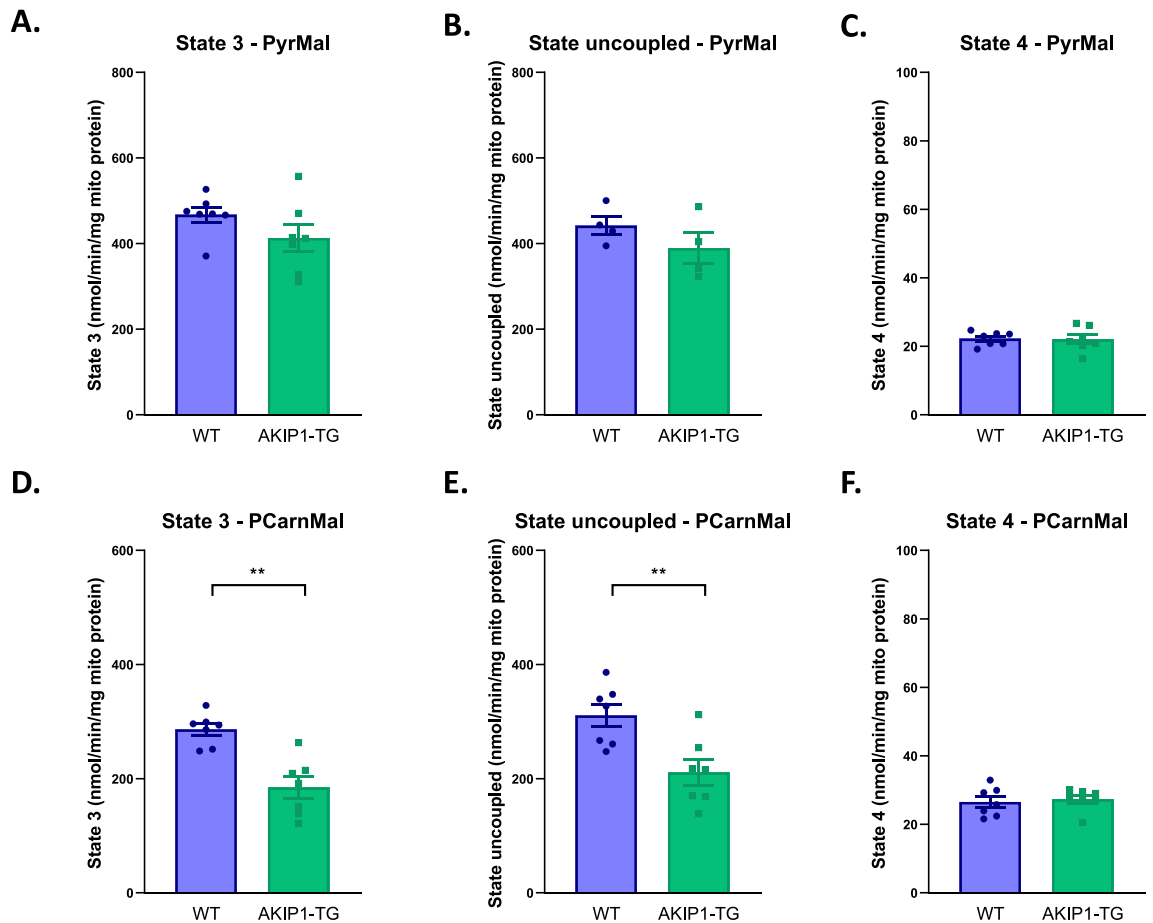 A.
State 3 - PyrMal
State 3 (nmol/min/mg mito protein)
800
600
400
200
0
WT
AKIP1-TG
B.
State uncoupled - PyrMal
State uncoupled (nmol/min/mg mito protein)
800
600
400
200
0
WT
AKIP1-TG
C.
State 4 - PyrMal
State 4 (nmol/min/mg mito protein)
100
80
60
40
20
0
WT
AKIP1-TG
D.
State 3 - PCarnMal
State 3 (nmol/min/mg mito protein)
600
400
200
0
**
WT
AKIP1-TG
E.
State uncoupled - PCarnMal
State uncoupled (nmol/min/mg mito protein)
600
400
200
0
**
WT
AKIP1-TG
F.
State 4 - PCarnMal
State 4 (nmol/min/mg mito protein)
100
80
60
40
20
0
WT
AKIP1-TG